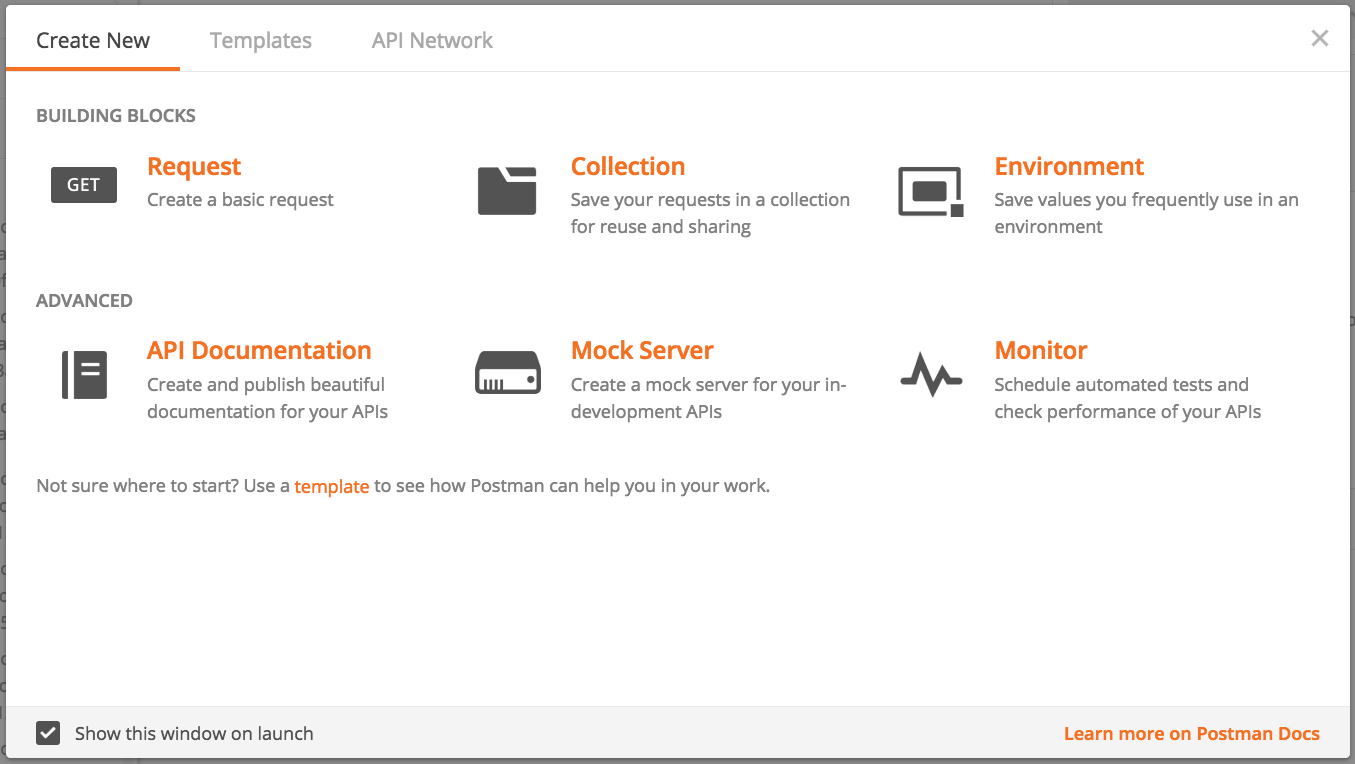 Create New Templates API Network
BUILDING BLOCKS
GET
Request
Create a basic request
Collection
Save your requests in a collection
for reuse and sharing
Environment
Save values you frequently use in an
environment
ADVANCED
API Documentation
Create and publish beautiful
documentation for your APIs
Mock Server
Create a mock server for your in-
development APIs
Monitor
Schedule automated tests and
check performance of your APIs
Not sure where to start? Use a template to see how Postman can help you in your work.
Show this window on launch
Learn more on Postman Docs